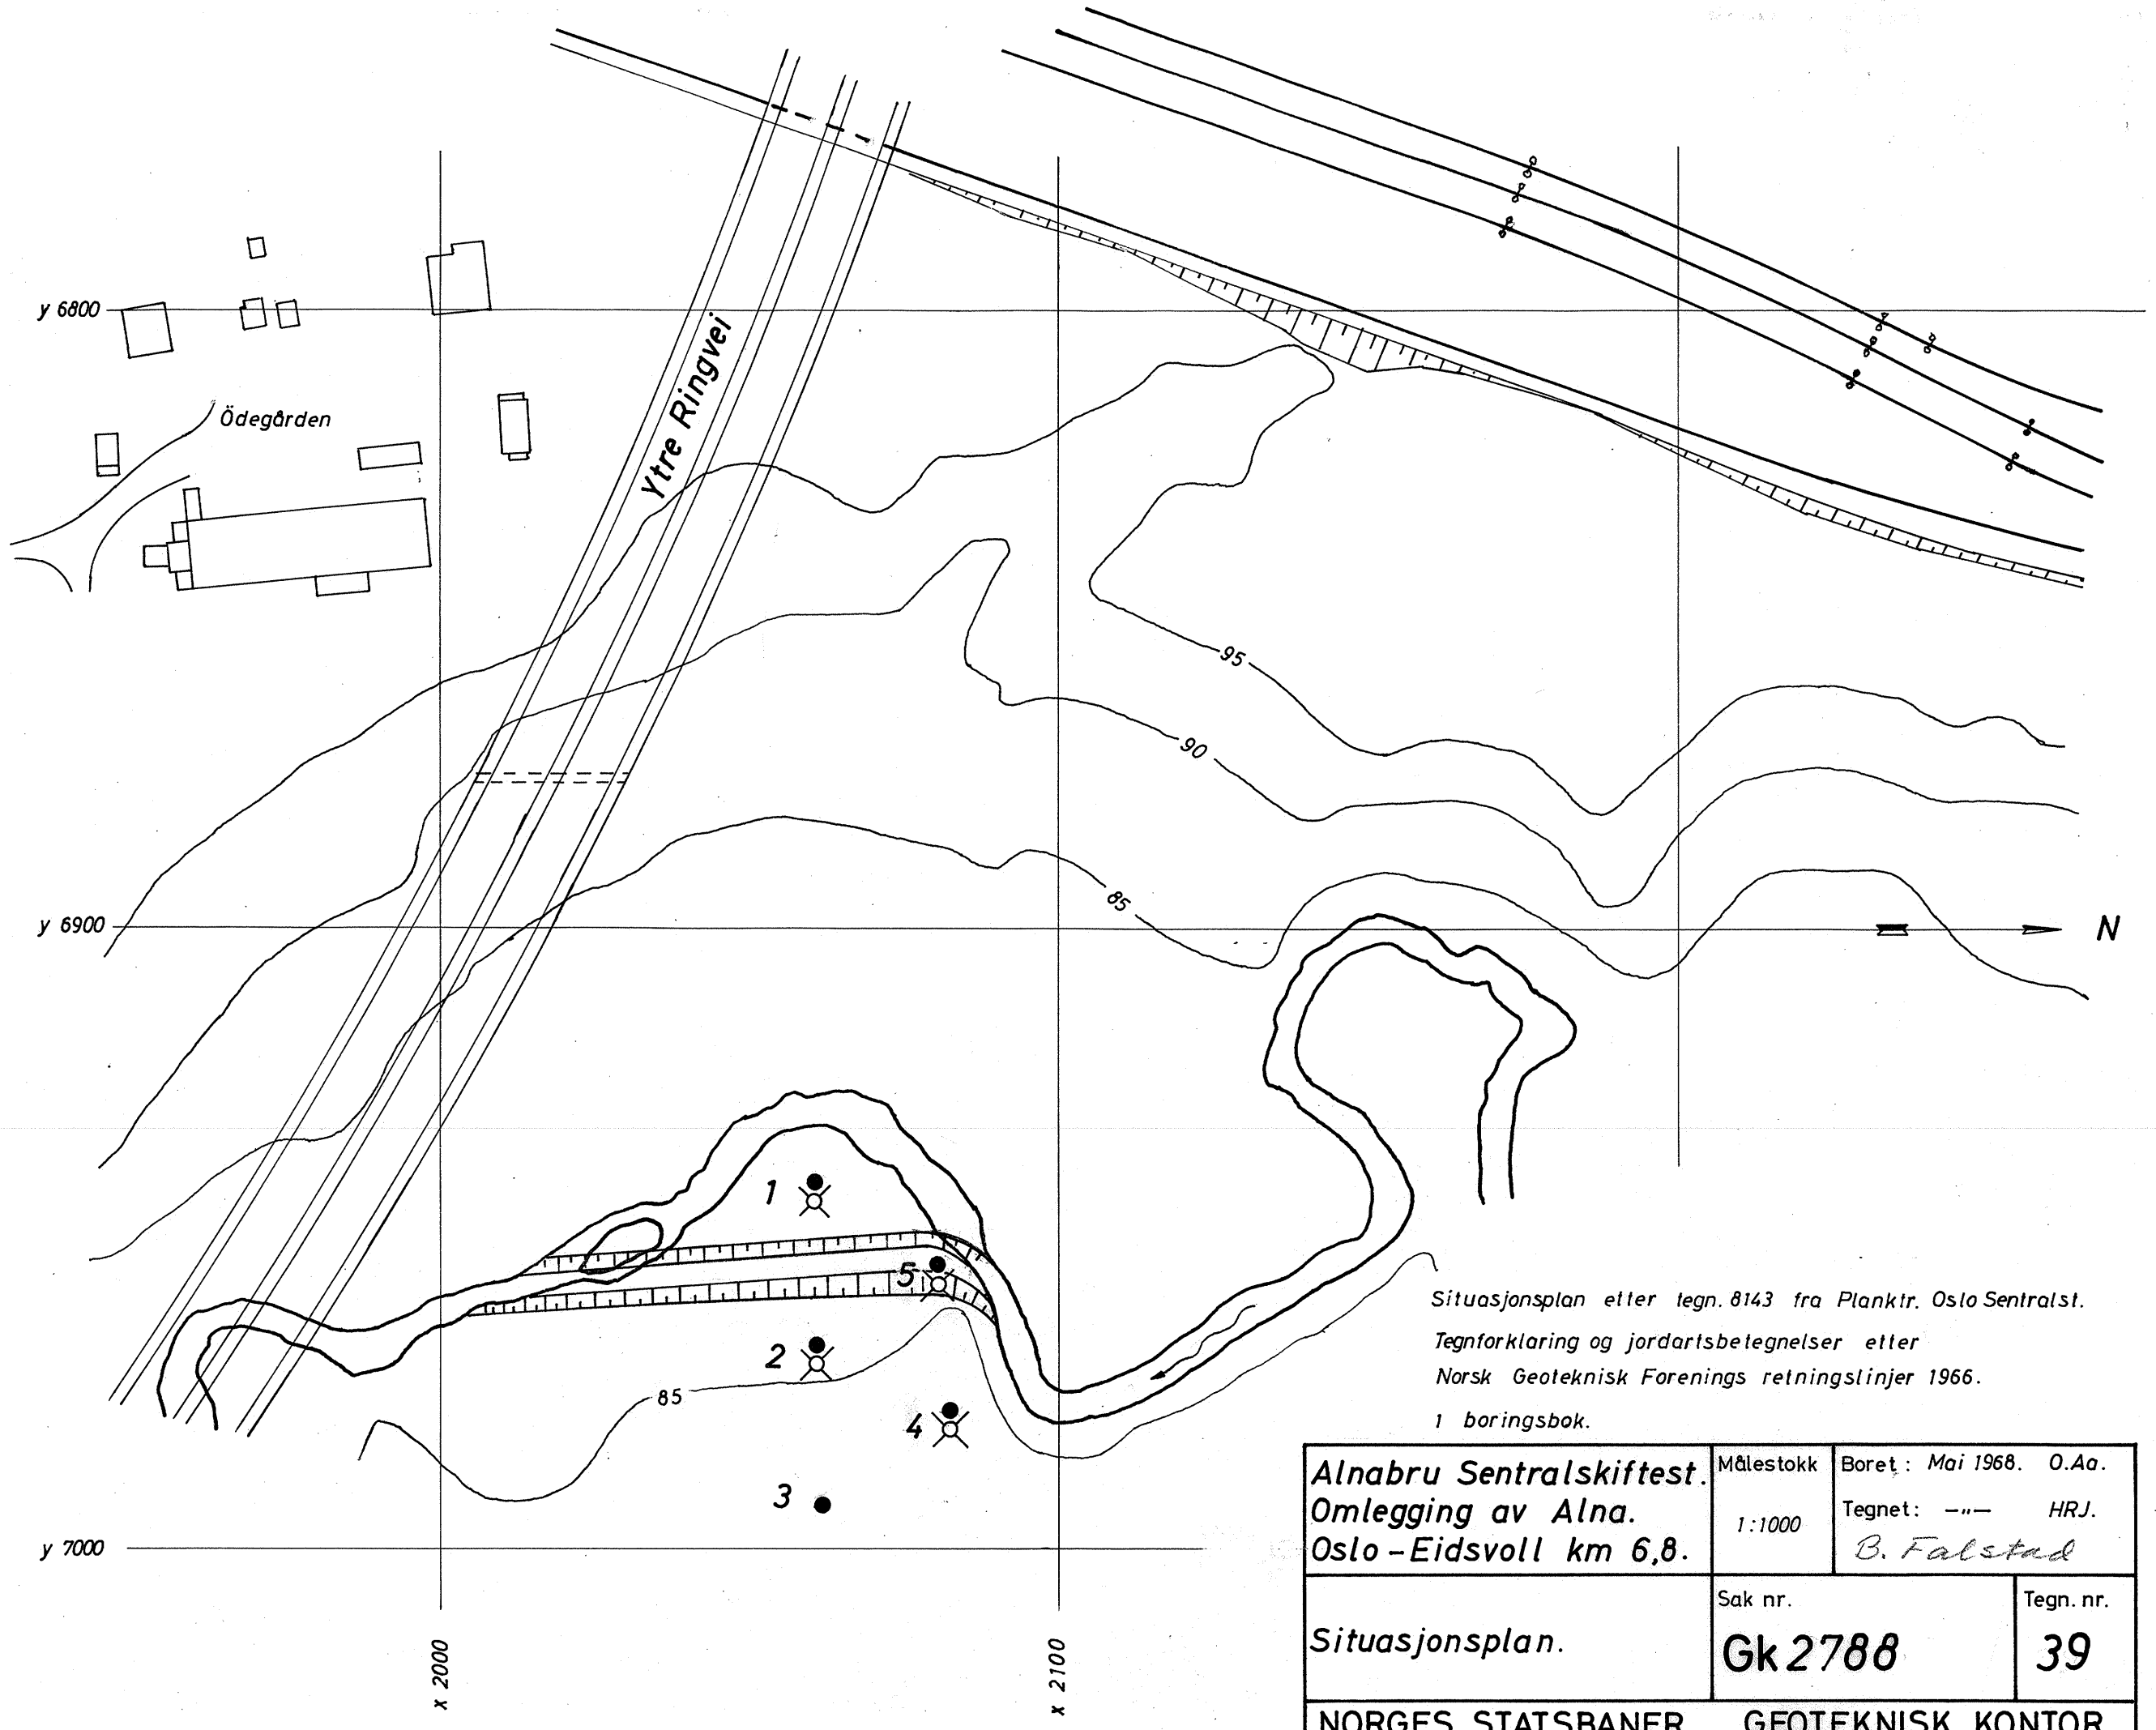 y 6800
Ödegården
Ytre Ringvei
95
90
y 6900
85
N
1
5
2
85
4
3
y 7000
x 2000
x 2100
Situasjonsplan etter tegn. 8143 fra Planktr. Oslo Sentralst.
Tegnforklaring og jordartsbetegnelser etter
Norsk Geoteknisk Forenings retningslinjer 1966.
1 boringsbok.
Alnabru Sentralskiftest.
Omlegging av Alna.
Oslo - Eidsvoll km 6,8.
Målestokk
1:1000
Boret: Mai 1968. O.Aa.
Tegnet: —„— HRJ.
B. Falstad
Situasjonsplan.
Sak nr.
Gk 2788
Tegn. nr.
39
NORGES STATSBANER GEOTEKNISK KONTOR